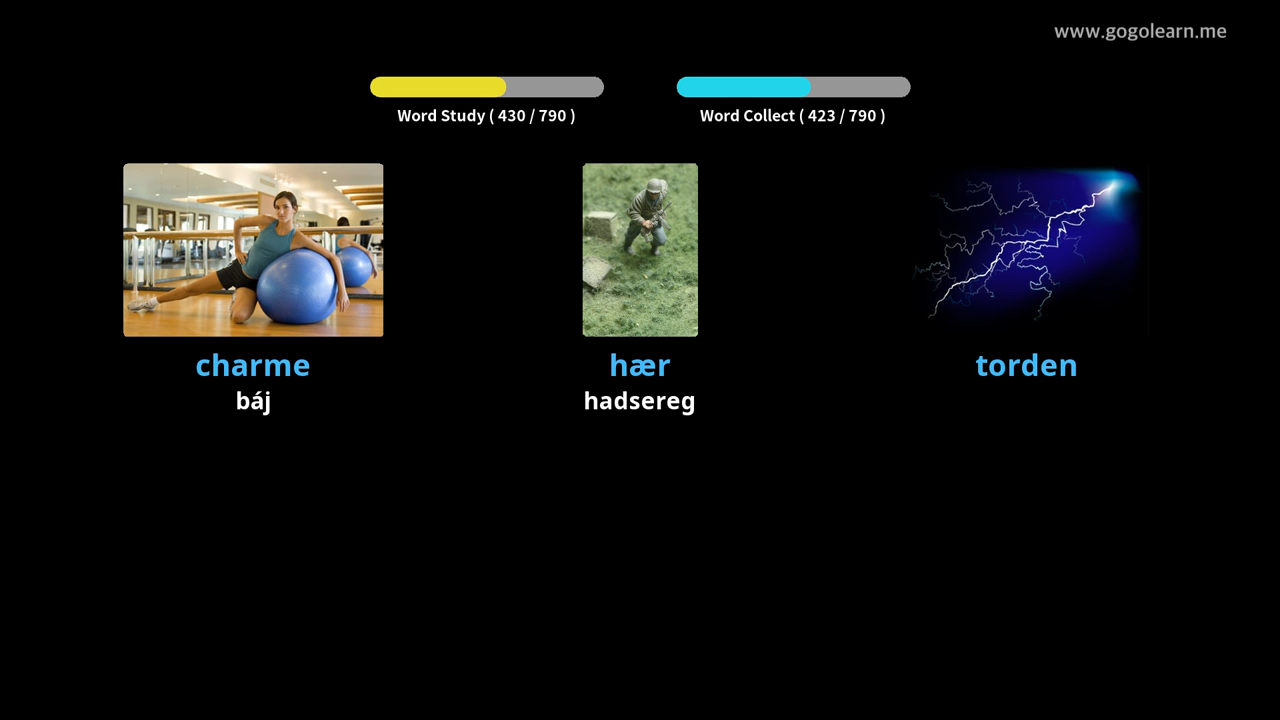 www.gogolearn.me
Word Study ( 430 / 790 )
Word Collect ( 423 / 790 )
charme
hær
torden
báj
hadsereg